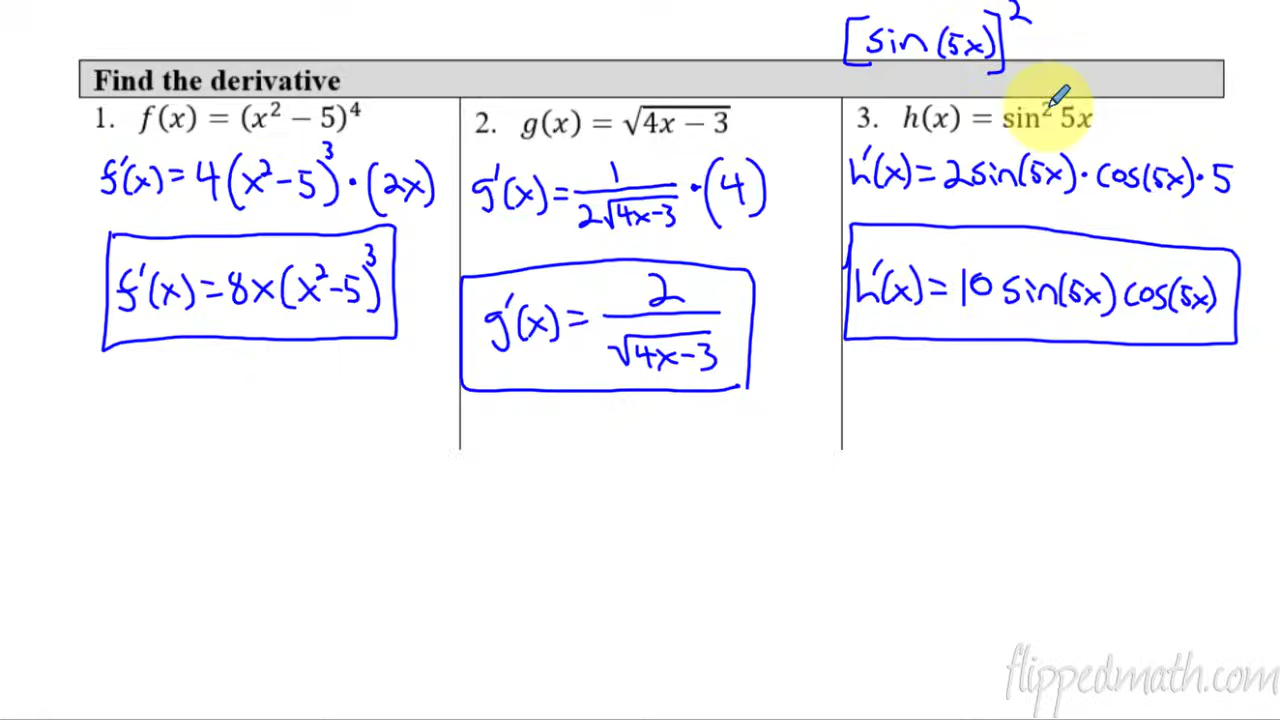 [sin(5x)]²
Find the derivative
1. f(x) = (x² − 5)⁴
f'(x) = 4(x² − 5)³ · (2x)
f'(x) = 8x(x² − 5)³
2. g(x) = √(4x − 3)
g'(x) = 1/(2√(4x − 3)) · (4)
g'(x) = 2/√(4x − 3)
3. h(x) = sin² 5x
h'(x) = 2sin(5x) · cos(5x) · 5
h'(x) = 10 sin(5x) cos(5x)
flippedmath.com